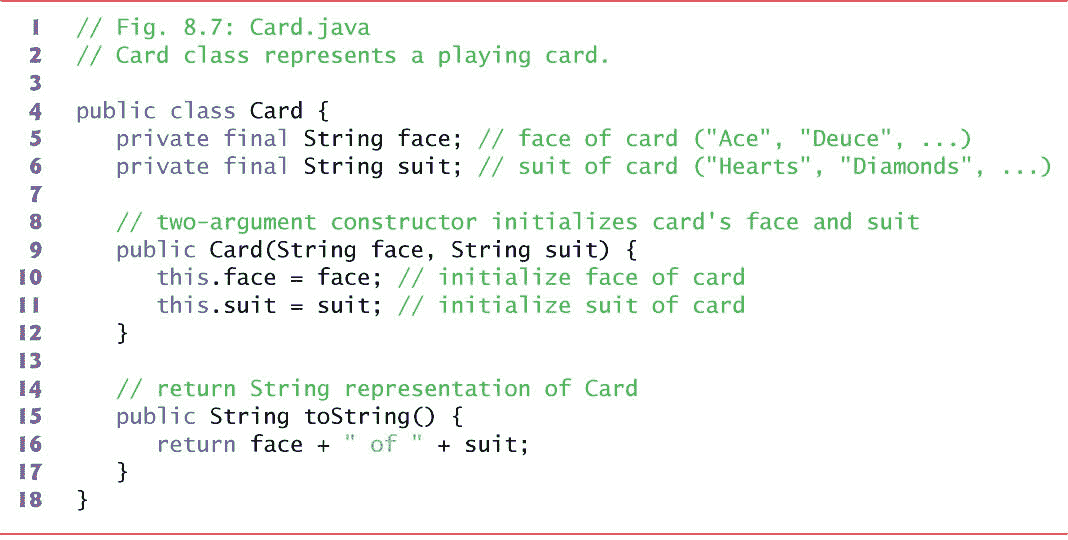 1 // Fig. 8.7: Card.java
2 // Card class represents a playing card.
3
4 public class Card {
5    private final String face; // face of card ("Ace", "Deuce", ...)
6    private final String suit; // suit of card ("Hearts", "Diamonds", ...)
7
8    // two-argument constructor initializes card's face and suit
9    public Card(String face, String suit) {
10       this.face = face; // initialize face of card
11       this.suit = suit; // initialize suit of card
12    }
13
14    // return String representation of Card
15    public String toString() {
16       return face + " of " + suit;
17    }
18 }